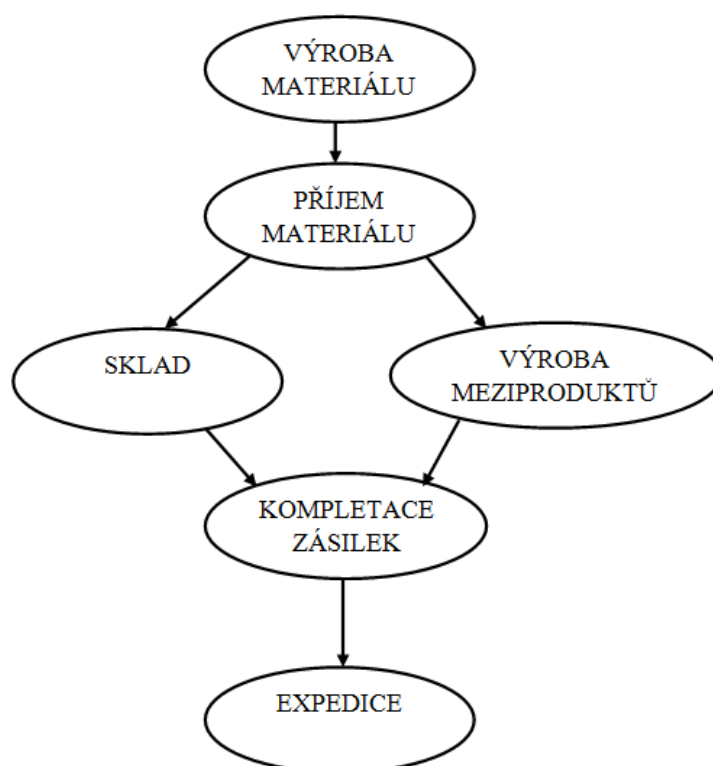 VÝROBA
MATERIÁLU
PŘÍJEM
MATERIÁLU
SKLAD
VÝROBA
MEZIPRODUKTŮ
KOMPLETACE
ZÁSILEK
EXPEDICE